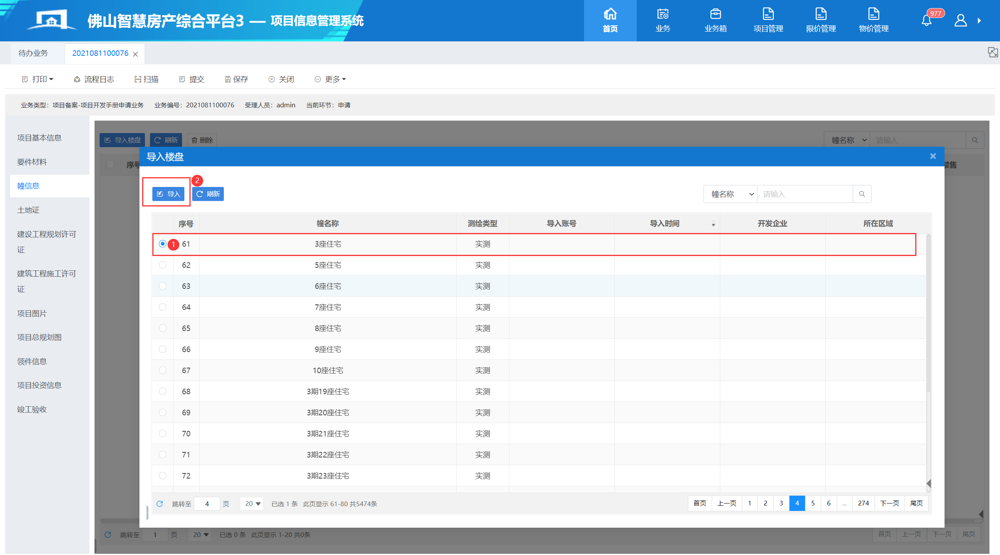 佛山智慧房产综合平台3 — 项目信息管理系统
首页 业务 业务箱 项目管理 限价管理 物价管理 977
待办业务 2021081100076
打印 流程日志 扫描 提交 保存 关闭 更多
业务类型：项目备案-项目开发手册申请业务 业务编号：2021081100076 受理人员：admin 当前环节：申请
项目基本信息
要件材料
幢信息
土地证
建设工程规划许可
证
建筑工程施工许可
证
项目图片
项目总规划图
领件信息
项目投资信息
竣工验收
导入楼盘 刷新 删除 幢名称 请输入
序号 禁售
导入楼盘
导入 2 刷新 幢名称 请输入
序号 幢名称 测绘类型 导入账号 导入时间 开发企业 所在区域
1 61 3座住宅 实测
62 5座住宅 实测
63 6座住宅 实测
64 7座住宅 实测
65 8座住宅 实测
66 9座住宅 实测
67 10座住宅 实测
68 3期19座住宅 实测
69 3期20座住宅 实测
70 3期21座住宅 实测
71 3期22座住宅 实测
72 3期23座住宅 实测
跳转至 4 页 20 已选 1 条 此页显示 61-80 共5474条 首页 上一页 1 2 3 4 5 6 ... 274 下一页 尾页
跳转至 1 页 20 已选 0 条 此页显示 1-20 共0条 首页 上一页 下一页 尾页